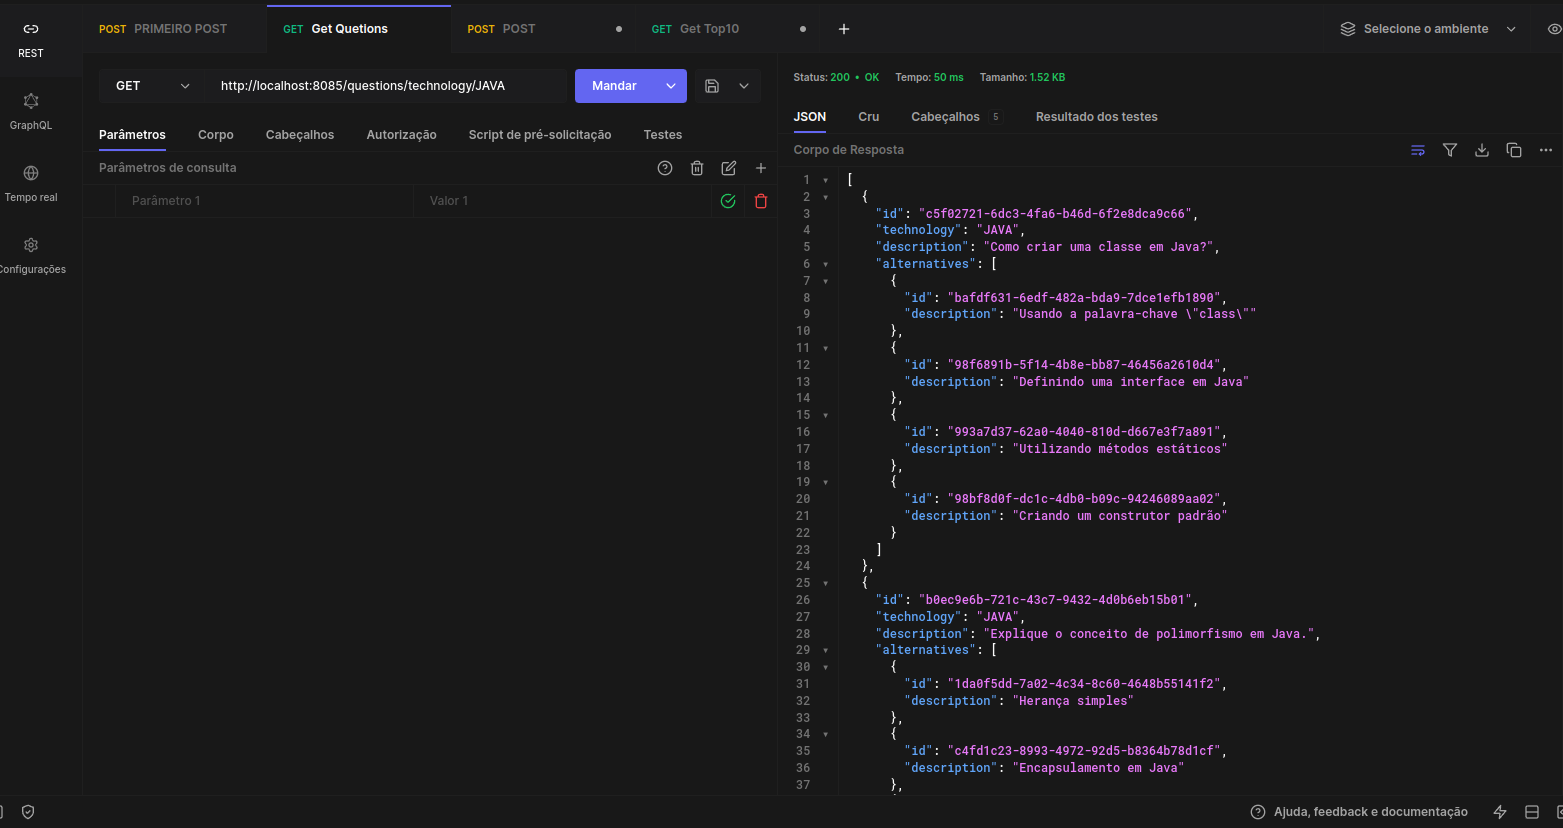 REST
GraphQL
Tempo real
Configurações
POST PRIMEIRO POST
GET Get Quetions
POST POST
GET Get Top10
Selecione o ambiente
GET
http://localhost:8085/questions/technology/JAVA
Mandar
Parâmetros Corpo Cabeçalhos Autorização Script de pré-solicitação Testes
Parâmetros de consulta
Parâmetro 1 Valor 1
Status: 200 • OK Tempo: 50 ms Tamanho: 1.52 KB
JSON Cru Cabeçalhos 5 Resultado dos testes
Corpo de Resposta
1 [
2 {
3 "id": "c5f02721-6dc3-4fa6-b46d-6f2e8dca9c66",
4 "technology": "JAVA",
5 "description": "Como criar uma classe em Java?",
6 "alternatives": [
7 {
8 "id": "bafdf631-6edf-482a-bda9-7dce1efb1890",
9 "description": "Usando a palavra-chave \"class\""
10 },
11 {
12 "id": "98f6891b-5f14-4b8e-bb87-46456a2610d4",
13 "description": "Definindo uma interface em Java"
14 },
15 {
16 "id": "993a7d37-62a0-4040-810d-d667e3f7a891",
17 "description": "Utilizando métodos estáticos"
18 },
19 {
20 "id": "98bf8d0f-dc1c-4db0-b09c-94246089aa02",
21 "description": "Criando um construtor padrão"
22 }
23 ]
24 },
25 {
26 "id": "b0ec9e6b-721c-43c7-9432-4d0b6eb15b01",
27 "technology": "JAVA",
28 "description": "Explique o conceito de polimorfismo em Java.",
29 "alternatives": [
30 {
31 "id": "1da0f5dd-7a02-4c34-8c60-4648b55141f2",
32 "description": "Herança simples"
33 },
34 {
35 "id": "c4fd1c23-8993-4972-92d5-b8364b78d1cf",
36 "description": "Encapsulamento em Java"
37 },
Ajuda, feedback e documentação